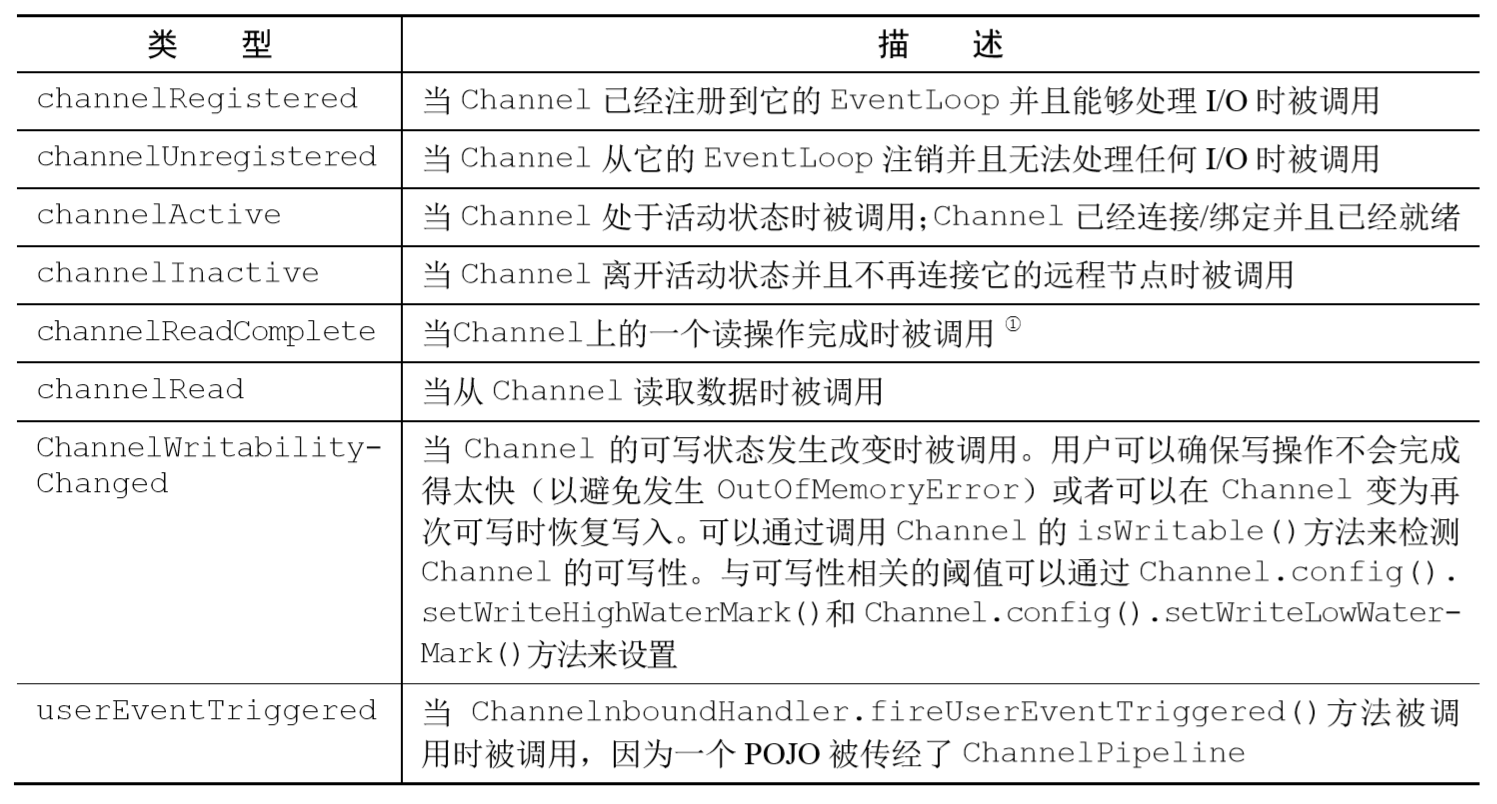 类 型 描 述
channelRegistered 当 Channel 已经注册到它的 EventLoop 并且能够处理 I/O 时被调用
channelUnregistered 当 Channel 从它的 EventLoop 注销并且无法处理任何 I/O 时被调用
channelActive 当 Channel 处于活动状态时被调用；Channel 已经连接/绑定并且已经就绪
channelInactive 当 Channel 离开活动状态并且不再连接它的远程节点时被调用
channelReadComplete 当Channel上的一个读操作完成时被调用 ①
channelRead 当从 Channel 读取数据时被调用
ChannelWritability-
Changed
当 Channel 的可写状态发生改变时被调用。用户可以确保写操作不会完成
得太快（以避免发生 OutOfMemoryError）或者可以在 Channel 变为再
次可写时恢复写入。可以通过调用 Channel 的 isWritable()方法来检测
Channel 的可写性。与可写性相关的阈值可以通过 Channel.config().
setWriteHighWaterMark()和 Channel.config().setWriteLowWater-
Mark()方法来设置
userEventTriggered 当 ChannelnboundHandler.fireUserEventTriggered()方法被调
用时被调用，因为一个 POJO 被传经了 ChannelPipeline